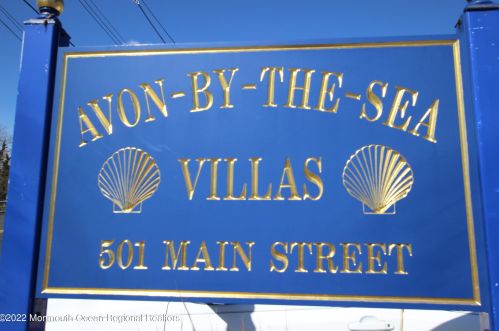 AVON-BY-THE-SEA
VILLAS
501 MAIN STREET
©2022 Monmouth-Ocean Regional Realtors